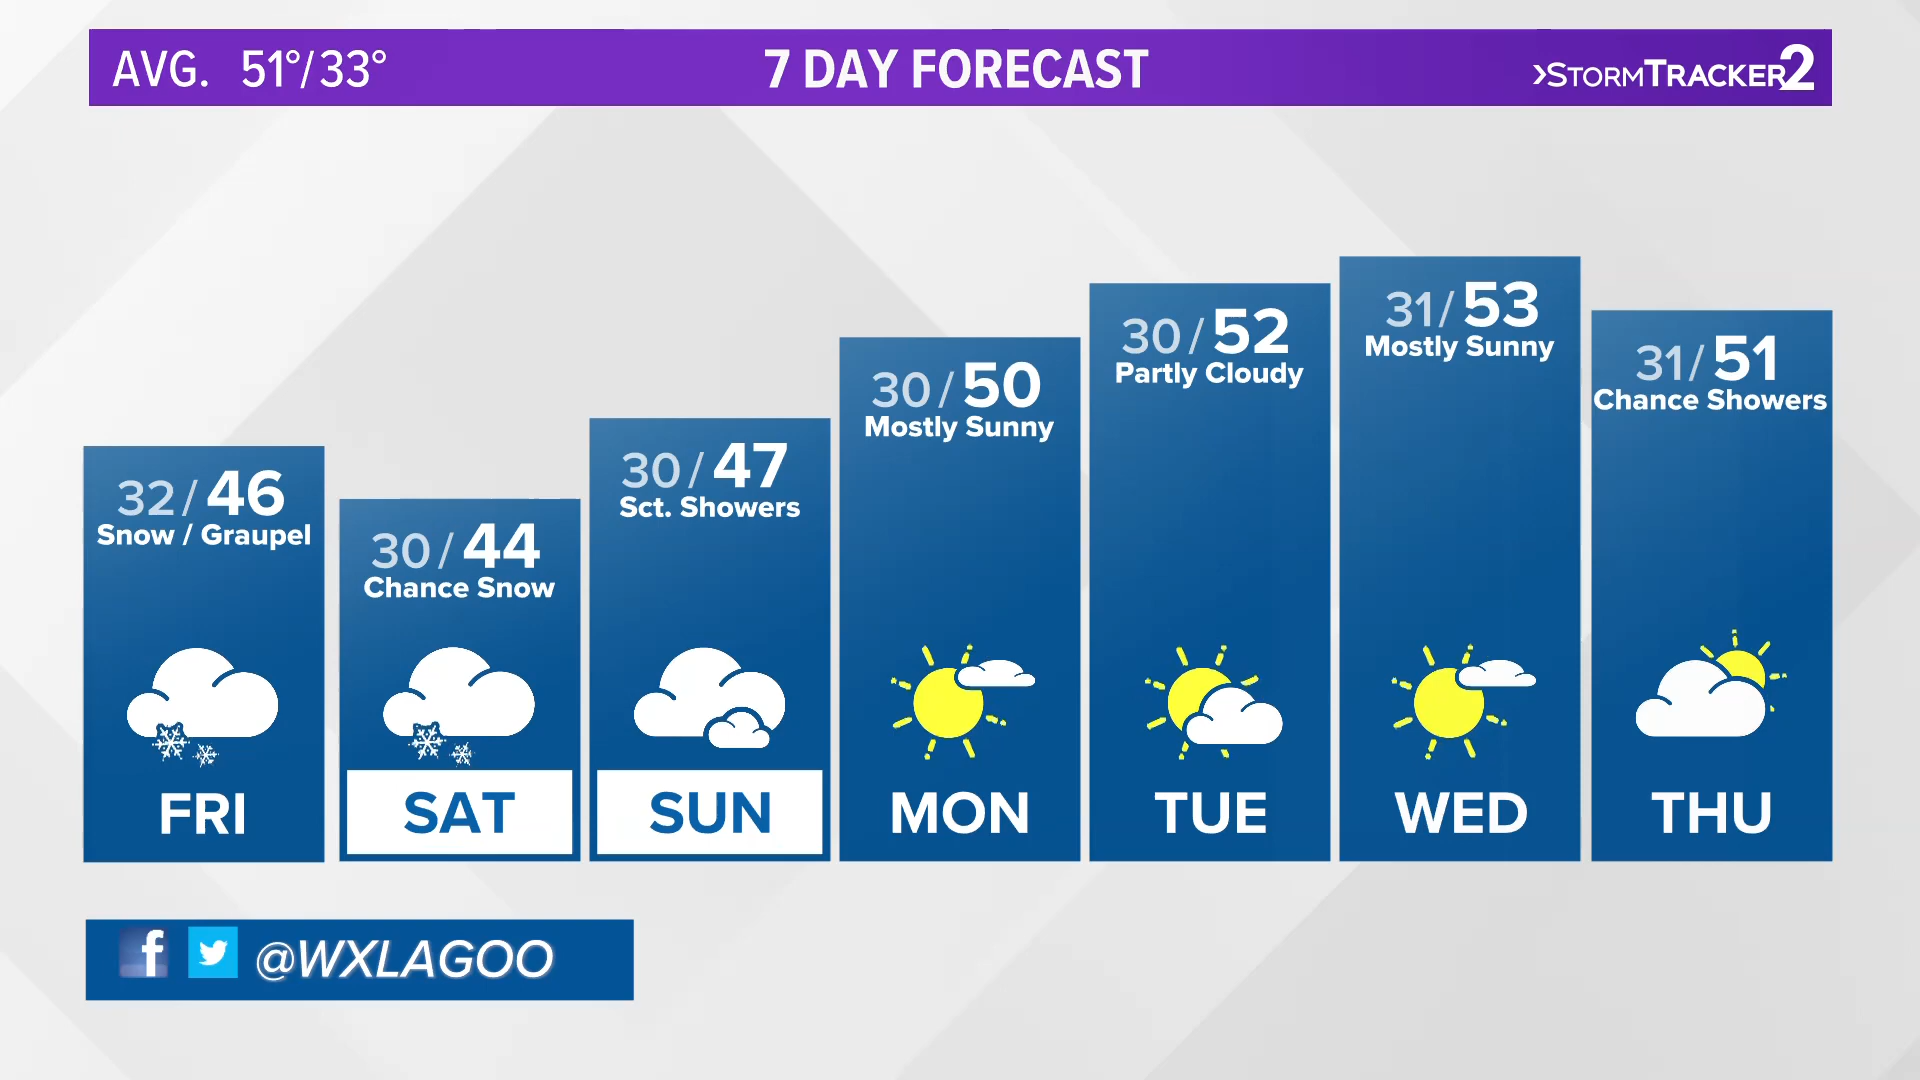 AVG. 51°/33°
7 DAY FORECAST
›STORMTRACKER2
32/46
Snow / Graupel
FRI
30/44
Chance Snow
SAT
30/47
Sct. Showers
SUN
30/50
Mostly Sunny
MON
30/52
Partly Cloudy
TUE
31/53
Mostly Sunny
WED
31/51
Chance Showers
THU
f @WXLAGOO